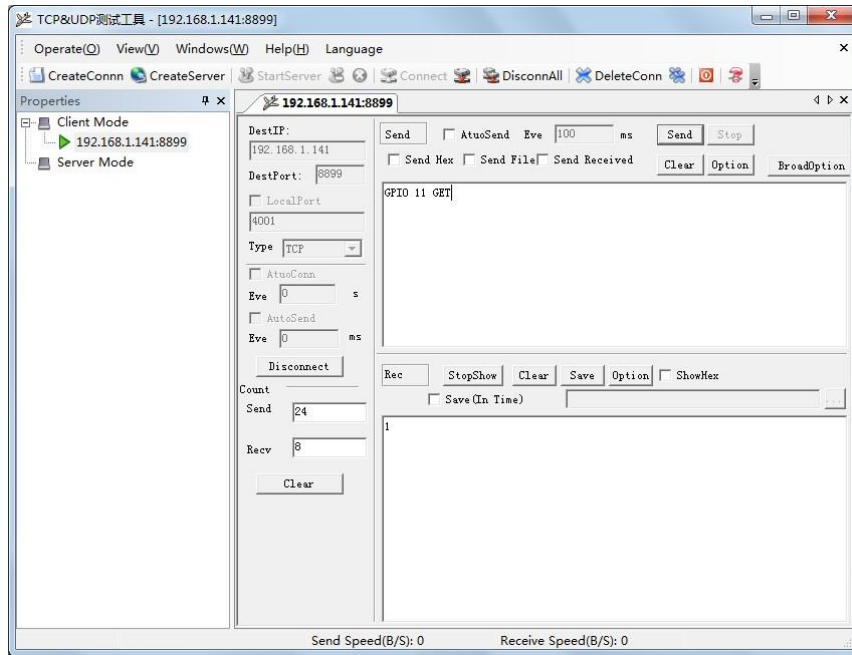 TCP&UDP测试工具 - [192.168.1.141:8899]
Operate(O) View(V) Windows(W) Help(H) Language
CreateConnn CreateServer StartServer Connect DisconnAll DeleteConn
Properties
Client Mode
192.168.1.141:8899
Server Mode
192.168.1.141:8899
DestIP:
192.168.1.141
DestPort: 8899
LocalPort
4001
Type TCP
AtuoConn
Eve 0 s
AutoSend
Eve 0 ms
Disconnect
Count
Send 24
Recv 8
Clear
Send AtuoSend Eve 100 ms Send Stop
Send Hex Send File Send Received Clear Option BroadOption
GPIO 11 GET
Rec StopShow Clear Save Option ShowHex
Save(In Time) ...
1
Send Speed(B/S): 0 Receive Speed(B/S): 0